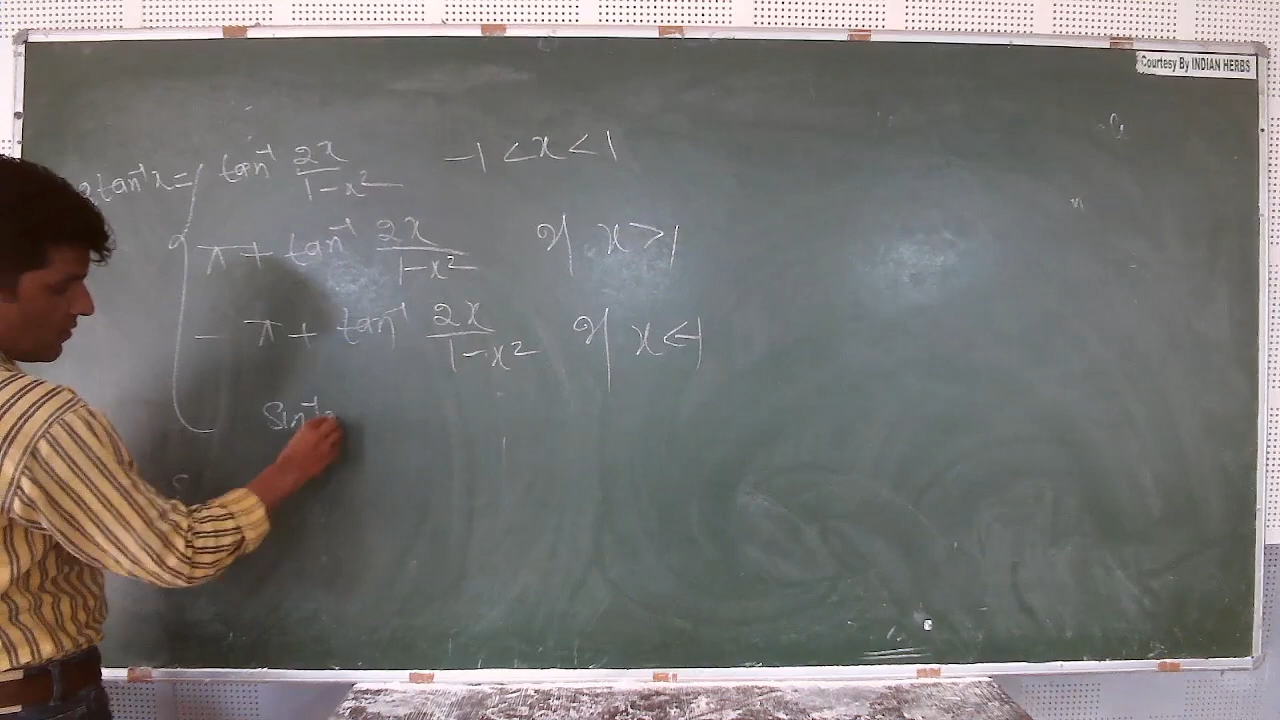 Courtesy By INDIAN HERBS
2tan⁻¹x = { tan⁻¹ 2x/(1-x²) -1 < x < 1
π + tan⁻¹ 2x/(1-x²) if x > 1
- π + tan⁻¹ 2x/(1-x²) if x < -1
Sin⁻¹